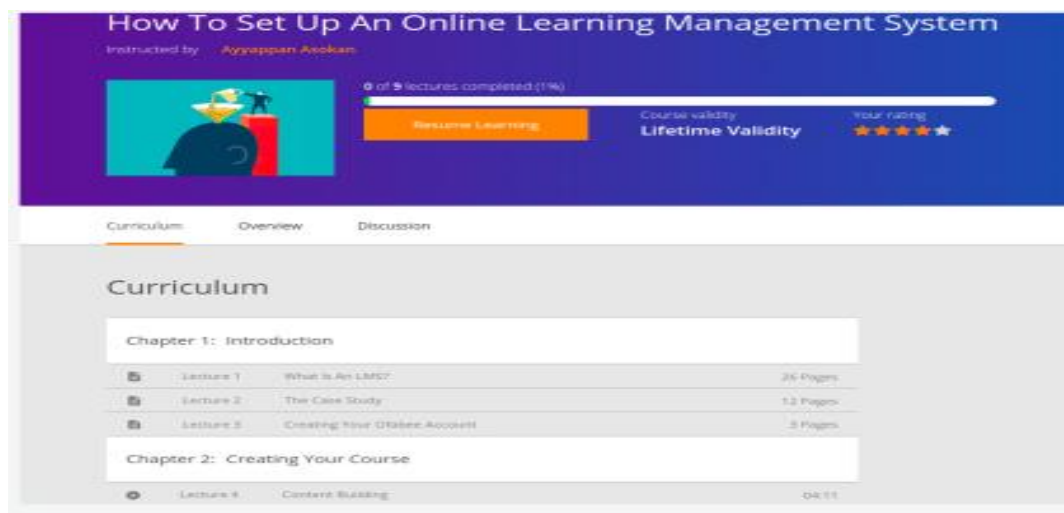 How To Set Up An Online Learning Management System
Instructed by Ayyappan Asokan
0 of 9 lectures completed (1%)
Resume Learning
Course validity
Lifetime Validity
Your rating
Curriculum Overview Discussion
Curriculum
Chapter 1: Introduction
Lecture 1 What Is An LMS? 26 Pages
Lecture 2 The Case Study 12 Pages
Lecture 3 Creating Your Ofabee Account 3 Pages
Chapter 2: Creating Your Course
Lecture 4 Content Building 04:11